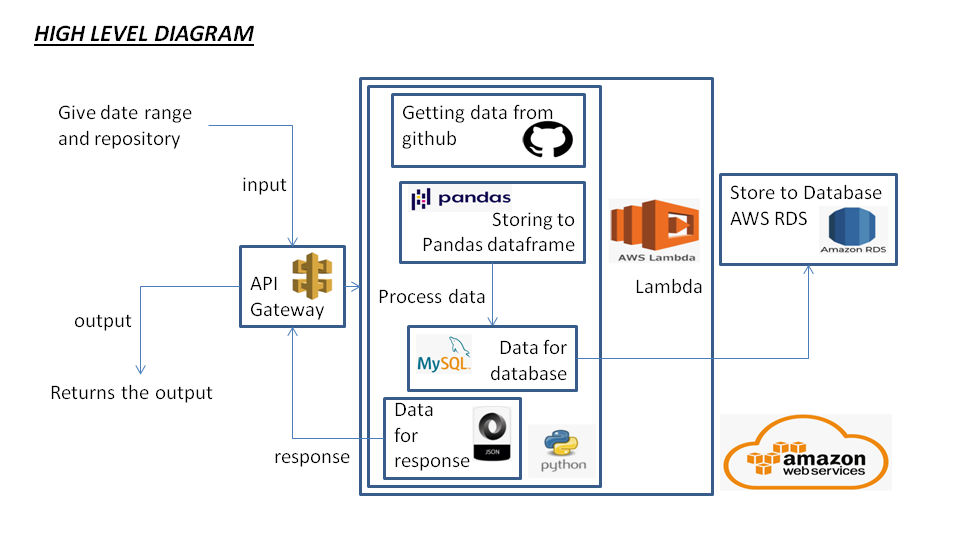 HIGH LEVEL DIAGRAM
Give date range
and repository
input
API
Gateway
output
Returns the output
response
Getting data from
github
pandas
Storing to
Pandas dataframe
Process data
MySQL
Data for
database
Data
for
response
JSON
python
AWS Lambda
Lambda
Store to Database
AWS RDS
Amazon RDS
amazon
web services